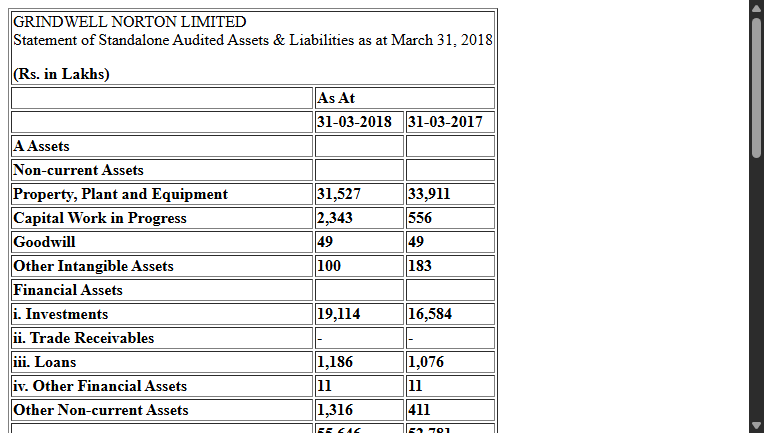 GRINDWELL NORTON LIMITED
Statement of Standalone Audited Assets & Liabilities as at March 31, 2018
(Rs. in Lakhs)
As At
31-03-2018 31-03-2017
A Assets
Non-current Assets
Property, Plant and Equipment 31,527 33,911
Capital Work in Progress 2,343 556
Goodwill 49 49
Other Intangible Assets 100 183
Financial Assets
i. Investments 19,114 16,584
ii. Trade Receivables - -
iii. Loans 1,186 1,076
iv. Other Financial Assets 11 11
Other Non-current Assets 1,316 411
55,646 52,781